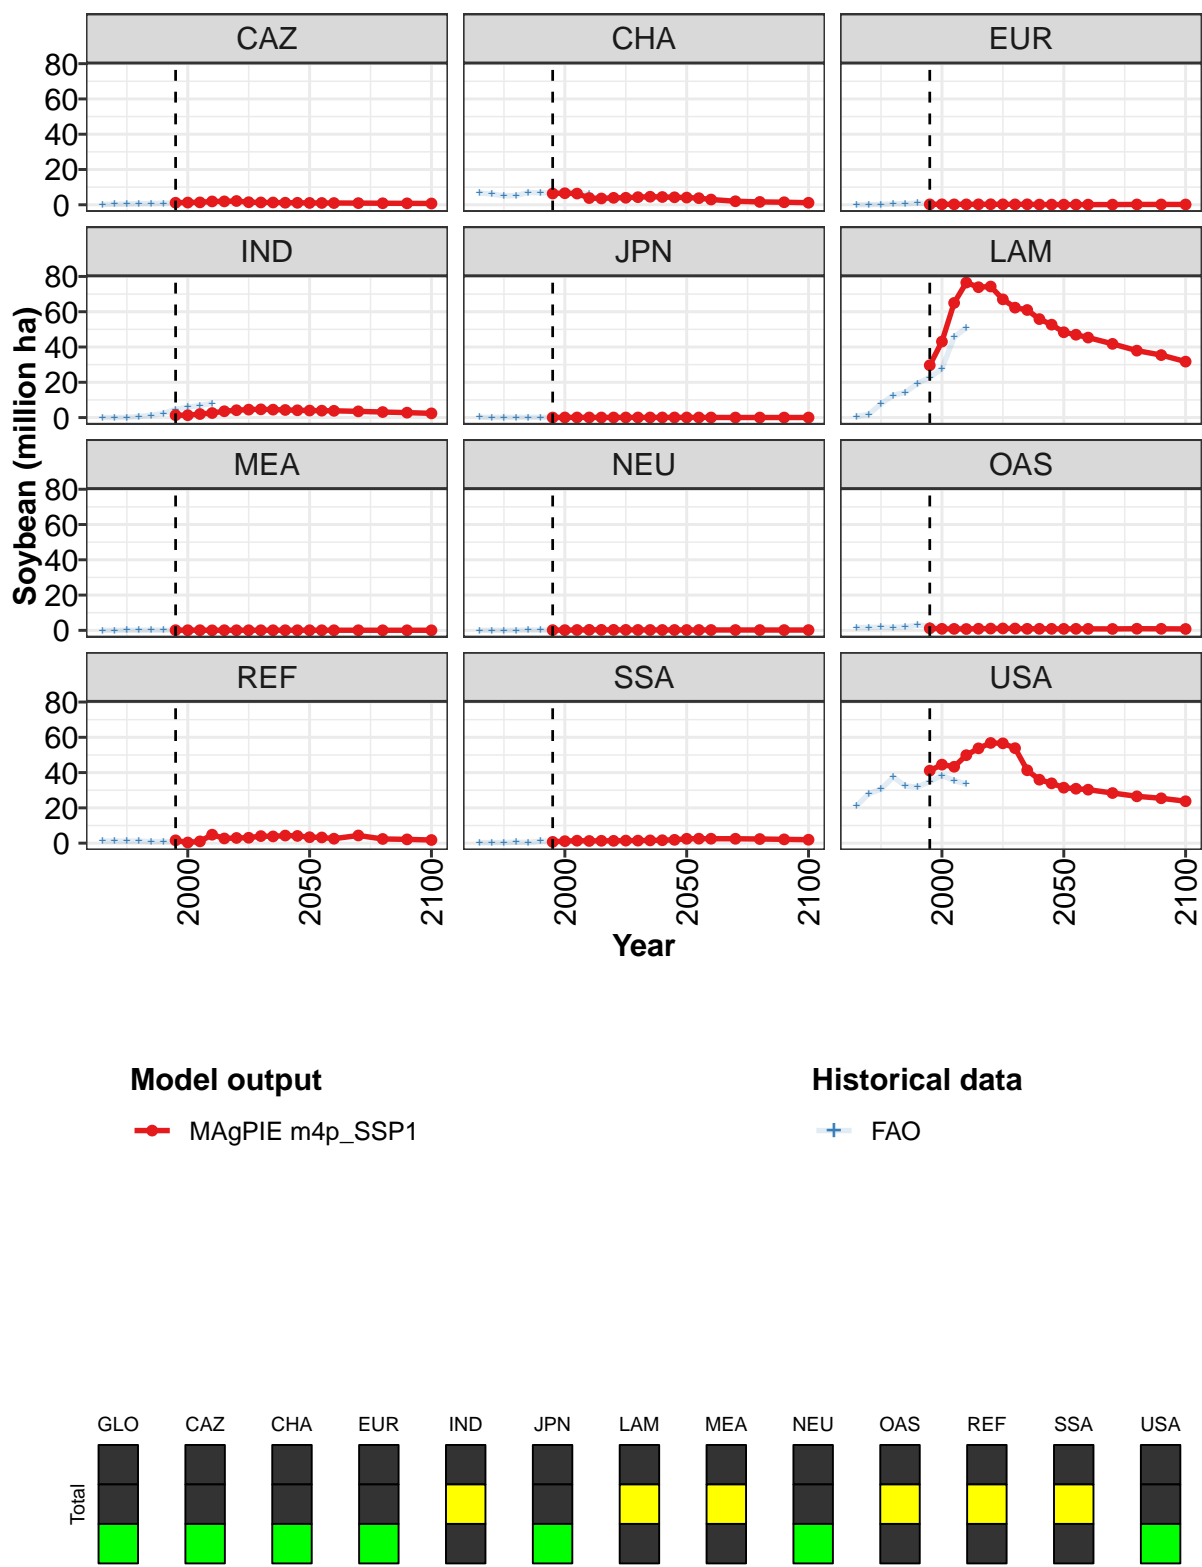 CAZ CHA EUR
80
60
40
20
0
IND JPN LAM
80
60
40
20
0
MEA NEU OAS
80
60
40
20
0
REF SSA USA
80
60
40
20
0
Soybean (million ha)
2000 2050 2100 2000 2050 2100 2000 2050 2100
Year
Model output Historical data
MAgPIE m4p_SSP1 FAO
GLO CAZ CHA EUR IND JPN LAM MEA NEU OAS REF SSA USA
Total